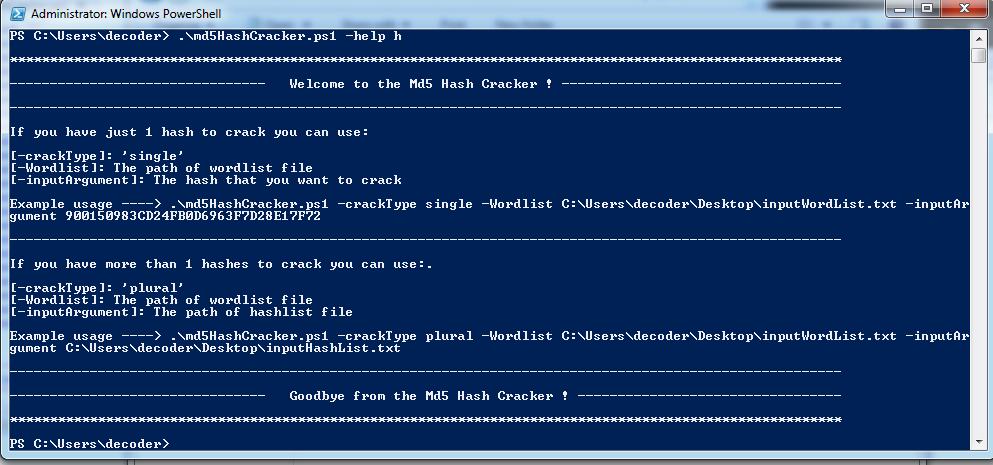 Administrator: Windows PowerShell
PS C:\Users\decoder> .\md5HashCracker.ps1 -help h
********************************************************************************************************
-------------------------------- Welcome to the Md5 Hash Cracker ! -----------------------------------
--------------------------------------------------------------------------------------------------------
If you have just 1 hash to crack you can use:
[-crackType]: 'single'
[-Wordlist]: The path of wordlist file
[-inputArgument]: The hash that you want to crack
Example usage ----> .\md5HashCracker.ps1 -crackType single -Wordlist C:\Users\decoder\Desktop\inputWordList.txt -inputAr
gument 900150983CD24FB0D6963F7D28E17F72
--------------------------------------------------------------------------------------------------------
If you have more than 1 hashes to crack you can use:.
[-crackType]: 'plural'
[-Wordlist]: The path of wordlist file
[-inputArgument]: The path of hashlist file
Example usage ----> .\md5HashCracker.ps1 -crackType plural -Wordlist C:\Users\decoder\Desktop\inputWordList.txt -inputAr
gument C:\Users\decoder\Desktop\inputHashList.txt
--------------------------------------------------------------------------------------------------------
-------------------------------- Goodbye from the Md5 Hash Cracker ! ---------------------------------
********************************************************************************************************
PS C:\Users\decoder>